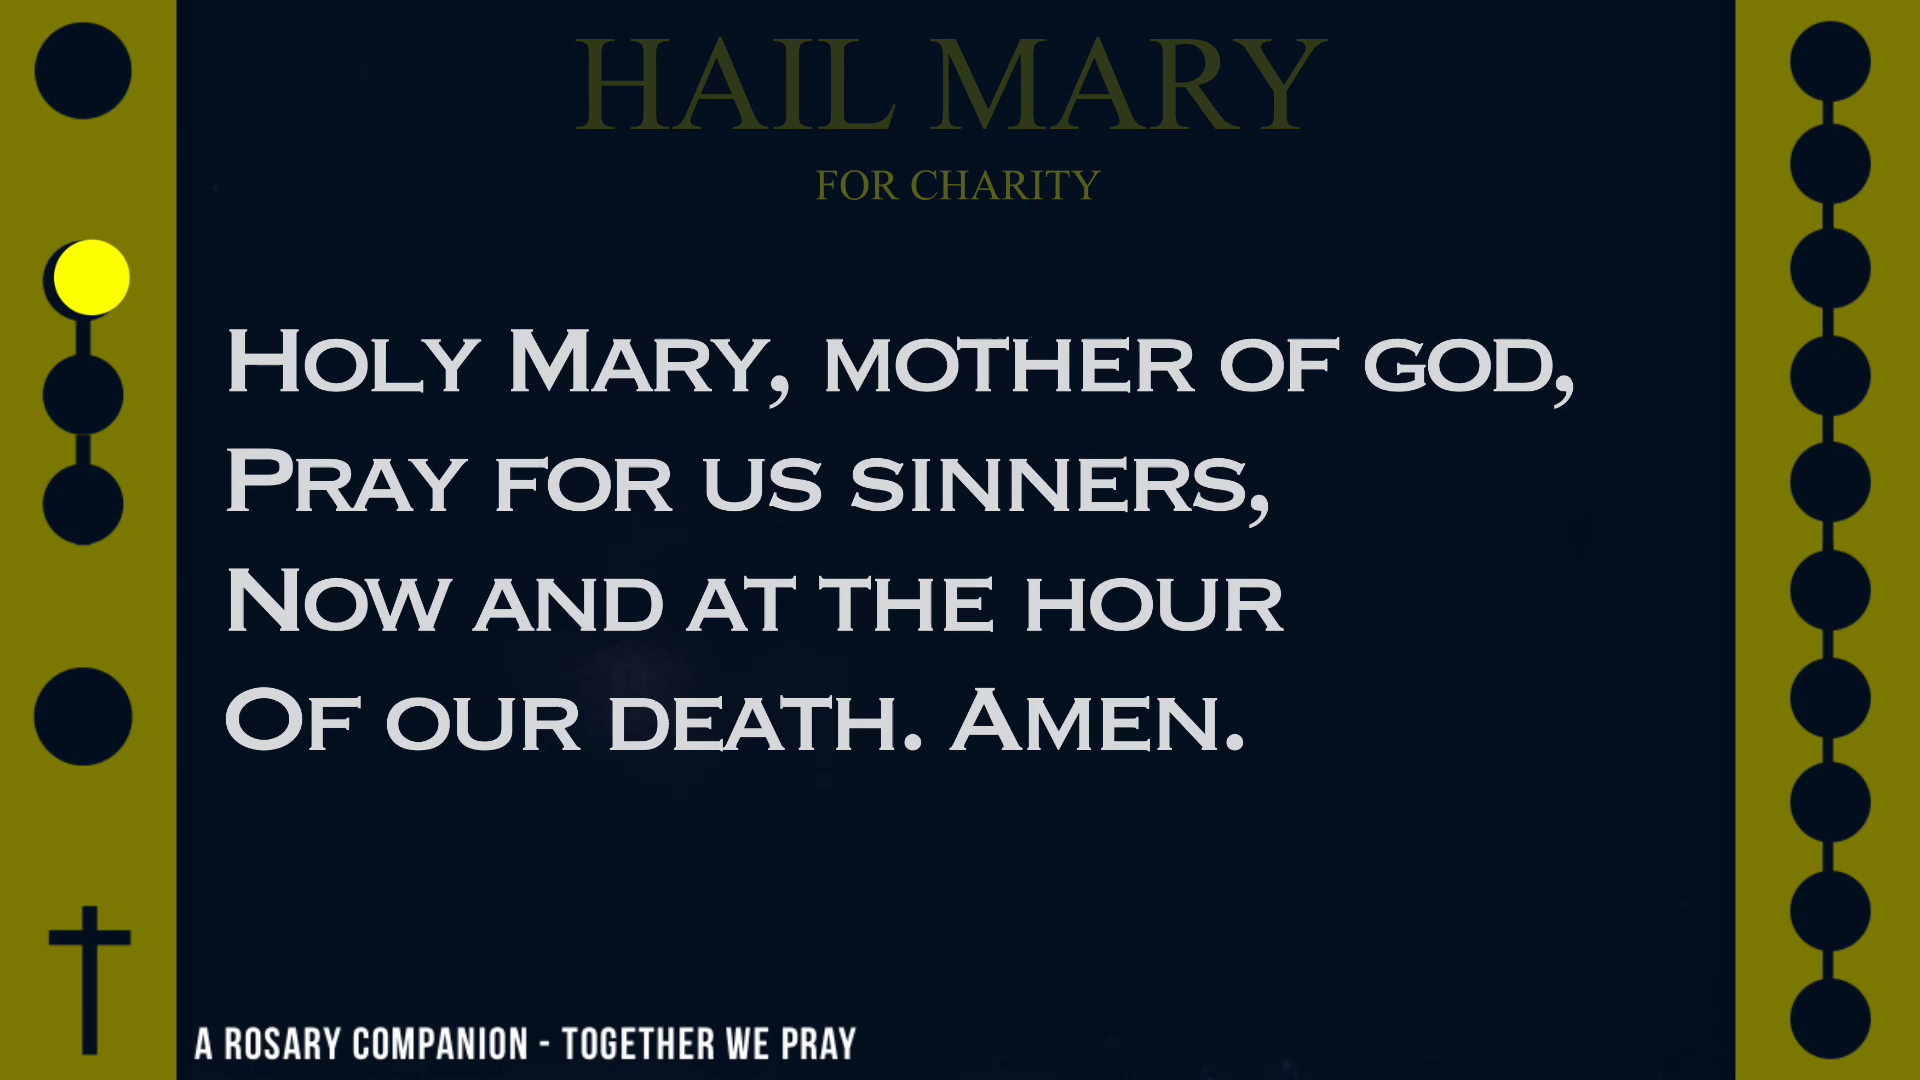 HAIL MARY
FOR CHARITY
Holy Mary, mother of god,
Pray for us sinners,
Now and at the hour
Of our death. Amen.
A ROSARY COMPANION - TOGETHER WE PRAY